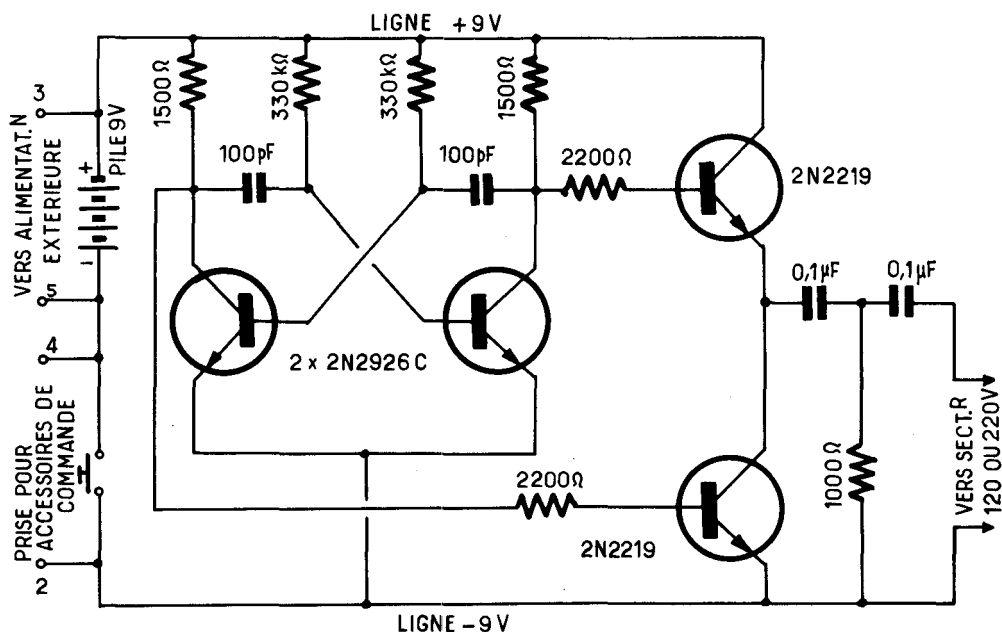 LIGNE +9V
1500Ω
330kΩ
330kΩ
1500Ω
3
VERS ALIMENTAT.N
EXTERIEURE
+
PILE 9V
-
100pF
100pF
2200Ω
2N2219
5
4
0,1µF
0,1µF
2 x 2N2926C
PRISE POUR
ACCESSOIRES DE
COMMANDE
2200Ω
2N2219
1000Ω
VERS SECT.R
120 OU 220V
2
LIGNE -9V